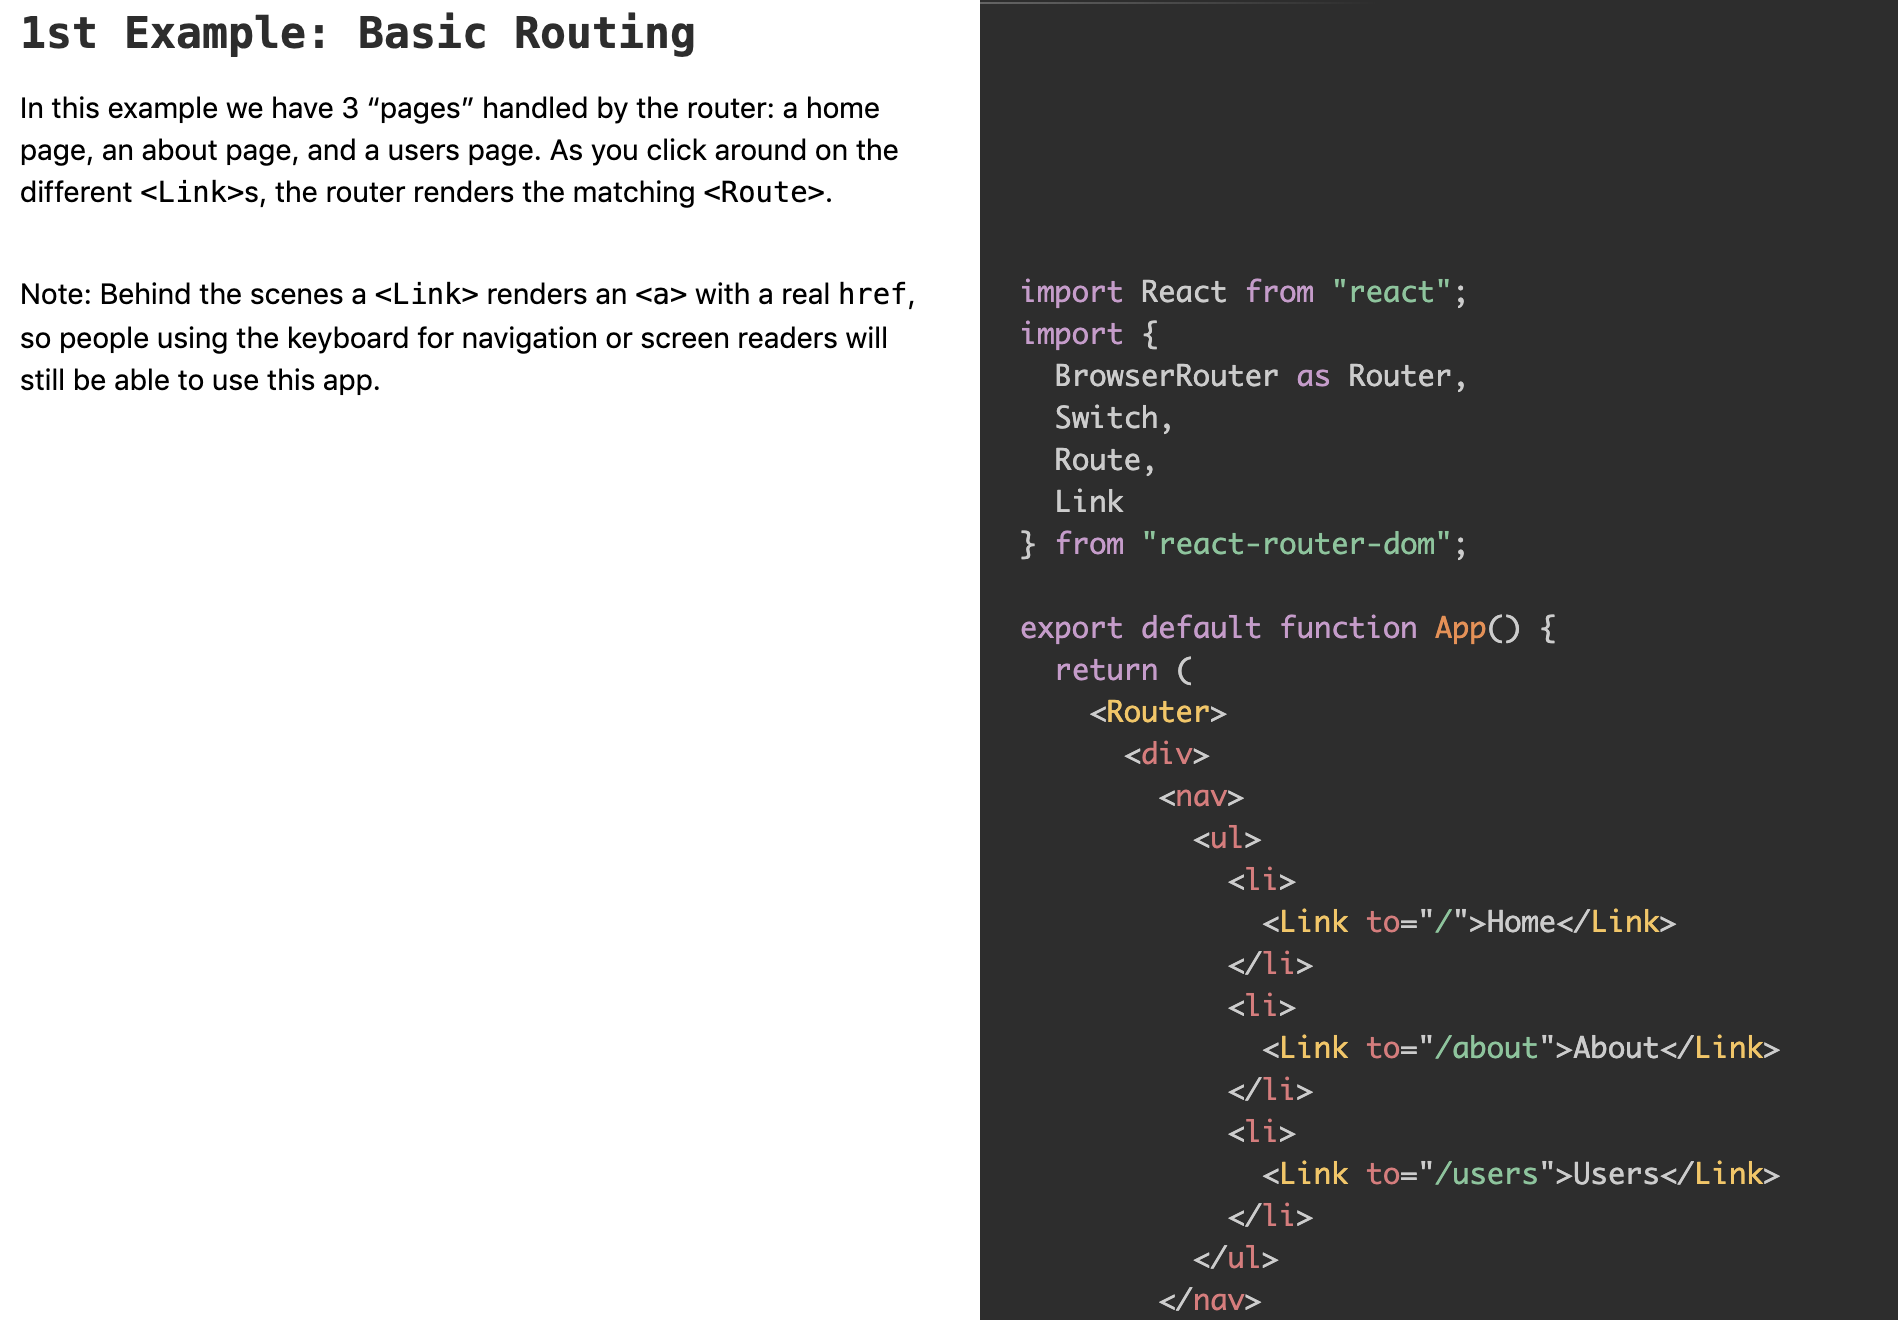 1st Example: Basic Routing
In this example we have 3 “pages” handled by the router: a home
page, an about page, and a users page. As you click around on the
different <Link>s, the router renders the matching <Route>.
Note: Behind the scenes a <Link> renders an <a> with a real href,
so people using the keyboard for navigation or screen readers will
still be able to use this app.
import React from "react";
import {
  BrowserRouter as Router,
  Switch,
  Route,
  Link
} from "react-router-dom";
export default function App() {
  return (
    <Router>
      <div>
        <nav>
          <ul>
            <li>
              <Link to="/">Home</Link>
            </li>
            <li>
              <Link to="/about">About</Link>
            </li>
            <li>
              <Link to="/users">Users</Link>
            </li>
          </ul>
        </nav>